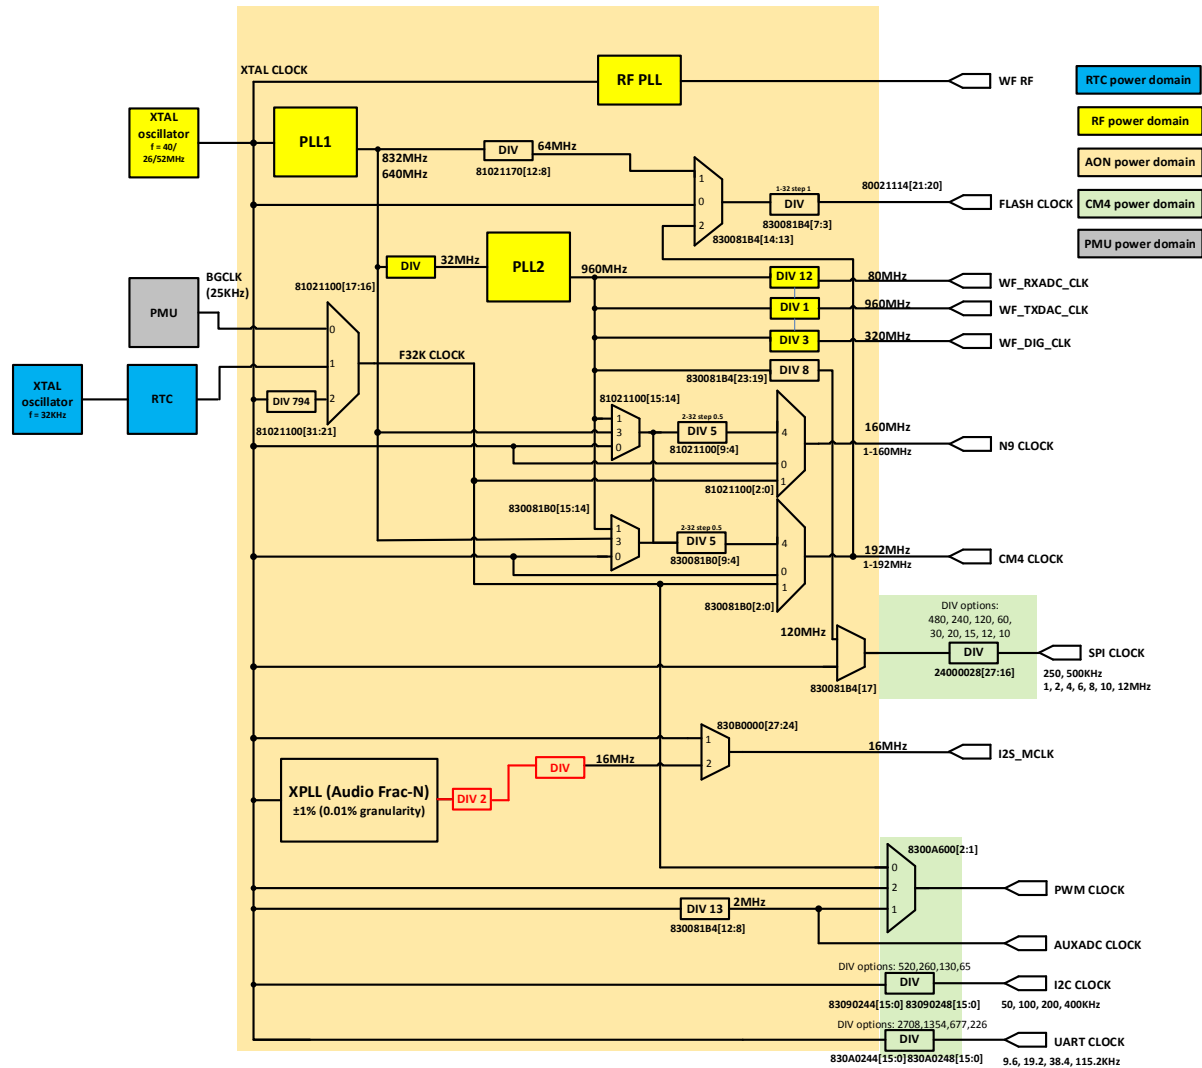 XTAL CLOCK
RF PLL
WF RF
RTC power domain
XTAL
oscillator
f = 40/
26/52MHz
PLL1
832MHz
640MHz
DIV
64MHz
81021170[12:8]
1
0
2
830081B4[14:13]
1-32 step 1
DIV
830081B4[7:3]
80021114[21:20]
FLASH CLOCK
RF power domain
AON power domain
CM4 power domain
PMU power domain
DIV
32MHz
PLL2
960MHz
DIV 12
80MHz
WF_RXADC_CLK
DIV 1
960MHz
WF_TXDAC_CLK
DIV 3
320MHz
WF_DIG_CLK
DIV 8
830081B4[23:19]
BGCLK
(25KHz)
PMU
81021100[17:16]
0
1
2
F32K CLOCK
XTAL
oscillator
f = 32KHz
RTC
DIV 794
81021100[31:21]
81021100[15:14]
1
3
0
2-32 step 0.5
DIV 5
81021100[9:4]
4
0
1
81021100[2:0]
160MHz
1-160MHz
N9 CLOCK
830081B0[15:14]
1
3
0
2-32 step 0.5
DIV 5
830081B0[9:4]
4
0
1
830081B0[2:0]
192MHz
1-192MHz
CM4 CLOCK
120MHz
830081B4[17]
DIV options:
480, 240, 120, 60,
30, 20, 15, 12, 10
DIV
24000028[27:16]
SPI CLOCK
250, 500KHz
1, 2, 4, 6, 8, 10, 12MHz
830B0000[27:24]
1
2
16MHz
I2S_MCLK
XPLL (Audio Frac-N)
±1% (0.01% granularity)
DIV 2
DIV
16MHz
8300A600[2:1]
0
2
1
PWM CLOCK
DIV 13
2MHz
830081B4[12:8]
AUXADC CLOCK
DIV options: 520,260,130,65
DIV
83090244[15:0] 83090248[15:0]
I2C CLOCK
50, 100, 200, 400KHz
DIV options: 2708,1354,677,226
DIV
830A0244[15:0]830A0248[15:0]
UART CLOCK
9.6, 19.2, 38.4, 115.2KHz